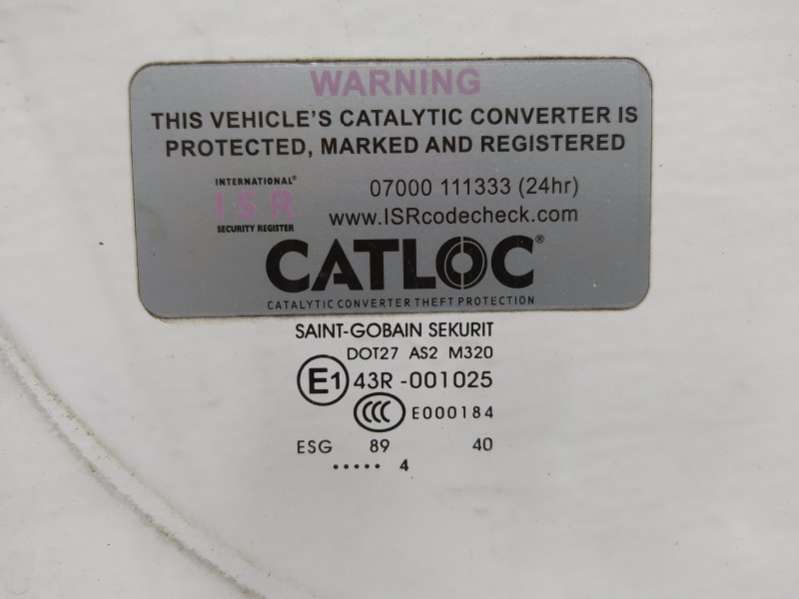 WARNING
THIS VEHICLE'S CATALYTIC CONVERTER IS
PROTECTED, MARKED AND REGISTERED
INTERNATIONAL®
ISR
SECURITY REGISTER
07000 111333 (24hr)
www.ISRcodecheck.com
CATLOC®
CATALYTIC CONVERTER THEFT PROTECTION
SAINT-GOBAIN SEKURIT
DOT27 AS2 M320
E1 43R-001025
CCC E000184
ESG 89 40
..... 4